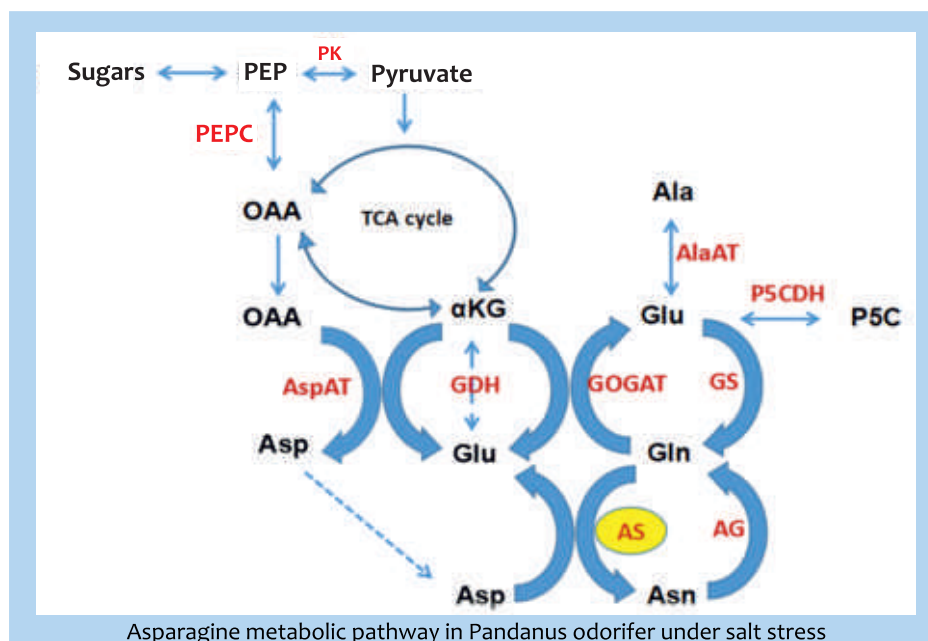 PK
Sugars PEP Pyruvate
PEPC
Ala
OAA TCA cycle
AlaAT
P5CDH
OAA αKG Glu P5C
AspAT GDH GOGAT GS
Asp Glu Gln
AS AG
Asp Asn
Asparagine metabolic pathway in Pandanus odorifer under salt stress